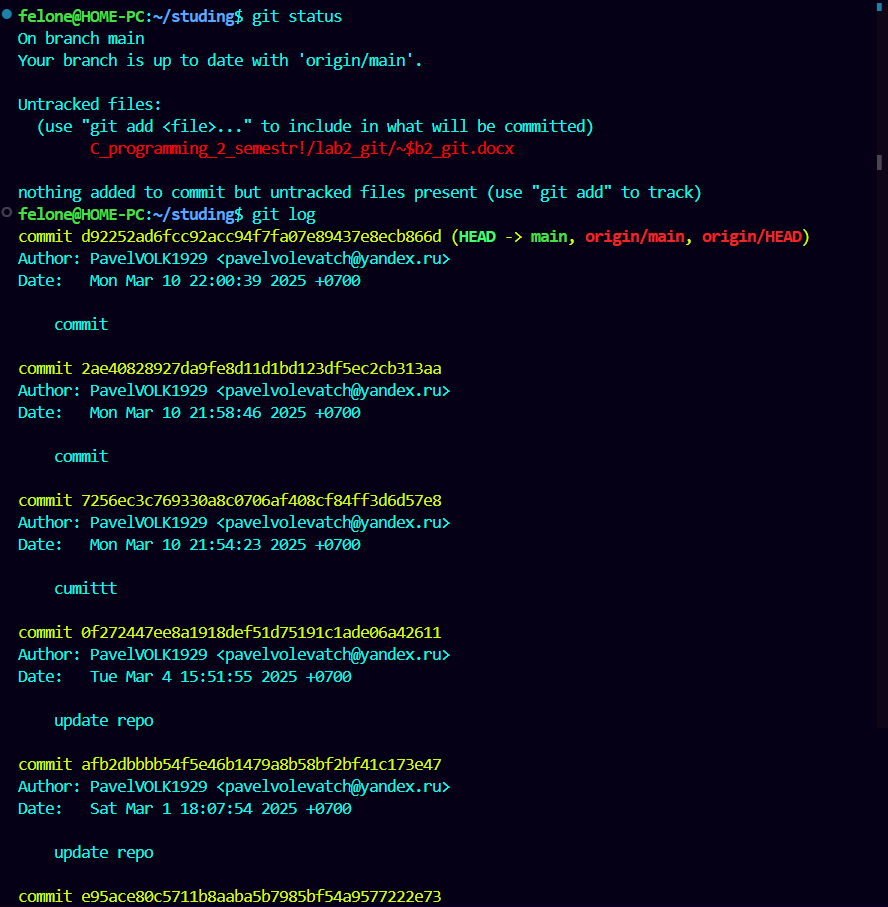 felone@HOME-PC:~/studing$ git status
On branch main
Your branch is up to date with 'origin/main'.
Untracked files:
(use "git add <file>..." to include in what will be committed)
C_programming_2_semestr!/lab2_git/~$b2_git.docx
nothing added to commit but untracked files present (use "git add" to track)
felone@HOME-PC:~/studing$ git log
commit d92252ad6fcc92acc94f7fa07e89437e8ecb866d (HEAD -> main, origin/main, origin/HEAD)
Author: PavelVOLK1929 <pavelvolevatch@yandex.ru>
Date:   Mon Mar 10 22:00:39 2025 +0700
commit
commit 2ae40828927da9fe8d11d1bd123df5ec2cb313aa
Author: PavelVOLK1929 <pavelvolevatch@yandex.ru>
Date:   Mon Mar 10 21:58:46 2025 +0700
commit
commit 7256ec3c769330a8c0706af408cf84ff3d6d57e8
Author: PavelVOLK1929 <pavelvolevatch@yandex.ru>
Date:   Mon Mar 10 21:54:23 2025 +0700
cumittt
commit 0f272447ee8a1918def51d75191c1ade06a42611
Author: PavelVOLK1929 <pavelvolevatch@yandex.ru>
Date:   Tue Mar 4 15:51:55 2025 +0700
update repo
commit afb2dbbbb54f5e46b1479a8b58bf2bf41c173e47
Author: PavelVOLK1929 <pavelvolevatch@yandex.ru>
Date:   Sat Mar 1 18:07:54 2025 +0700
update repo
commit e95ace80c5711b8aaba5b7985bf54a9577222e73